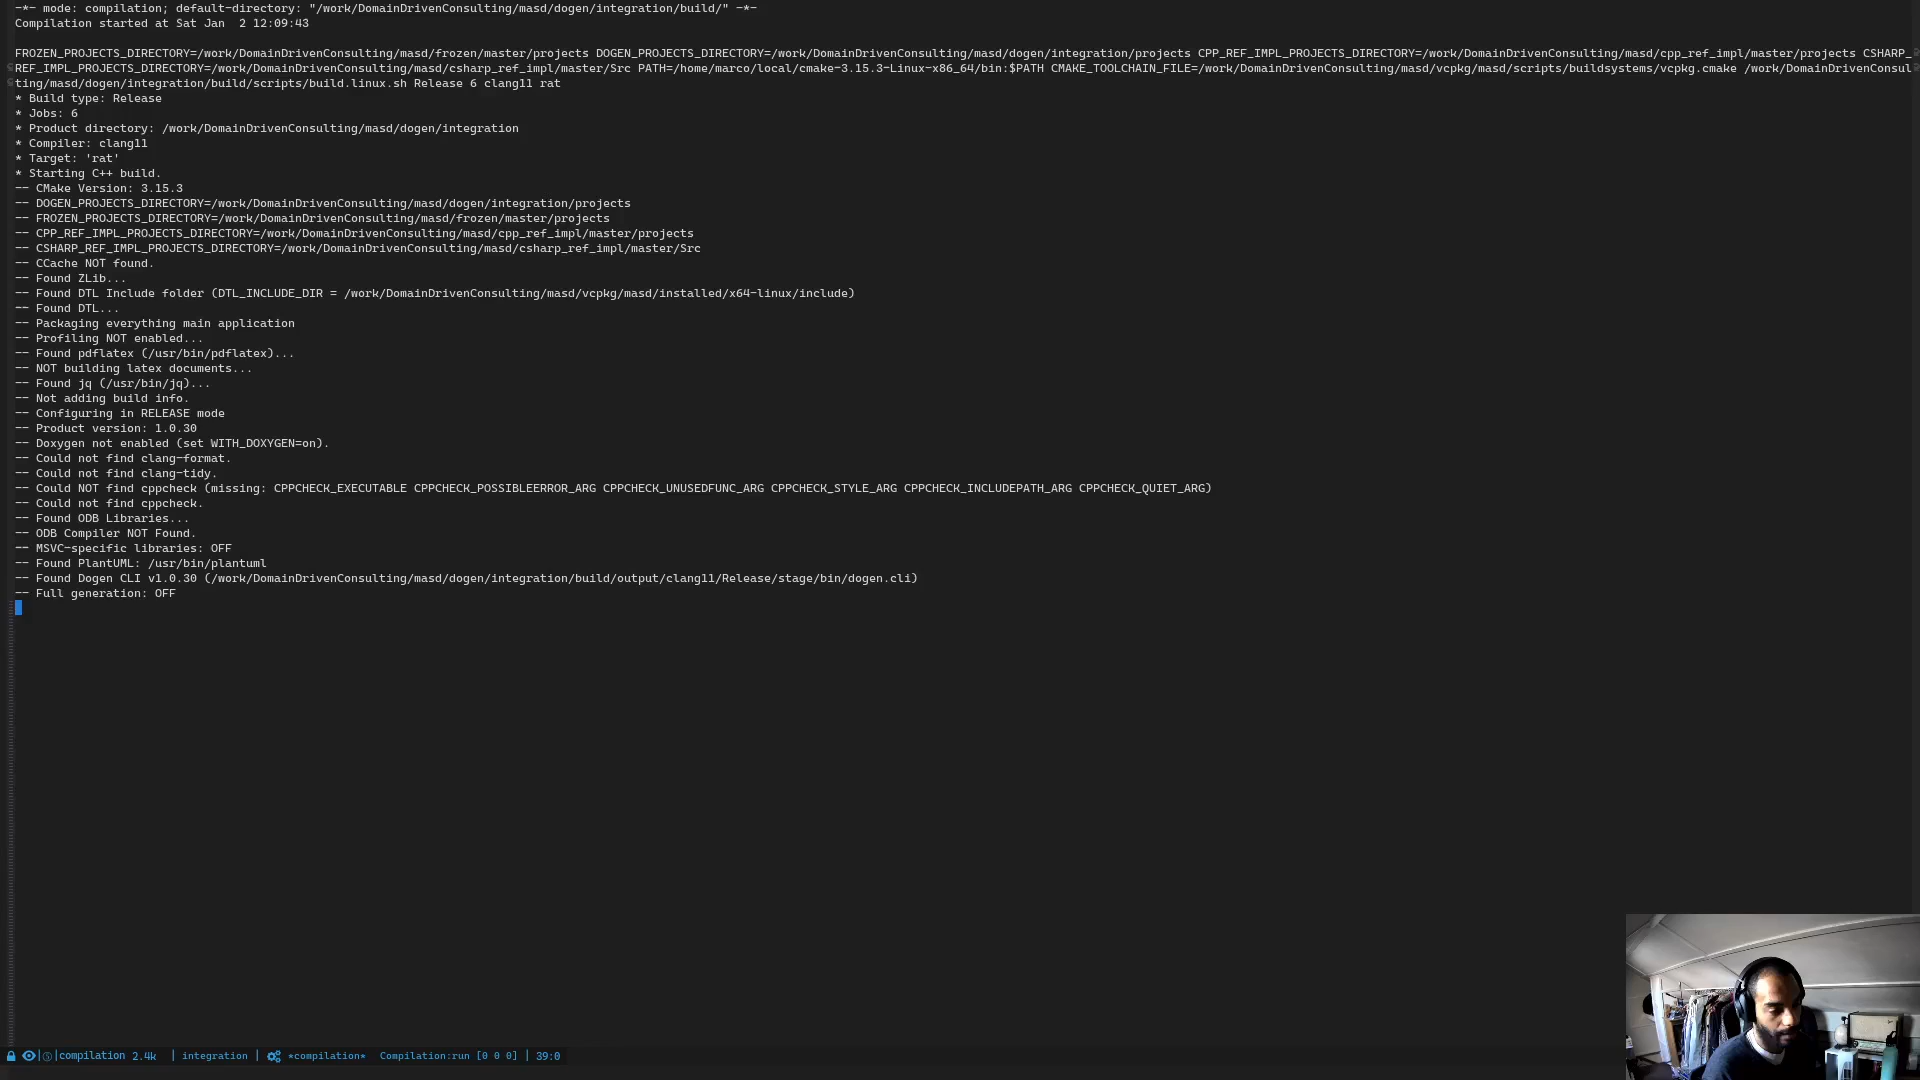 -*- mode: compilation; default-directory: "/work/DomainDrivenConsulting/masd/dogen/integration/build/" -*-
Compilation started at Sat Jan  2 12:09:43
FROZEN_PROJECTS_DIRECTORY=/work/DomainDrivenConsulting/masd/frozen/master/projects DOGEN_PROJECTS_DIRECTORY=/work/DomainDrivenConsulting/masd/dogen/integration/projects CPP_REF_IMPL_PROJECTS_DIRECTORY=/work/DomainDrivenConsulting/masd/cpp_ref_impl/master/projects CSHARP_
REF_IMPL_PROJECTS_DIRECTORY=/work/DomainDrivenConsulting/masd/csharp_ref_impl/master/Src PATH=/home/marco/local/cmake-3.15.3-Linux-x86_64/bin:$PATH CMAKE_TOOLCHAIN_FILE=/work/DomainDrivenConsulting/masd/vcpkg/masd/scripts/buildsystems/vcpkg.cmake /work/DomainDrivenConsul
ting/masd/dogen/integration/build/scripts/build.linux.sh Release 6 clang11 rat
* Build type: Release
* Jobs: 6
* Product directory: /work/DomainDrivenConsulting/masd/dogen/integration
* Compiler: clang11
* Target: 'rat'
* Starting C++ build.
-- CMake Version: 3.15.3
-- DOGEN_PROJECTS_DIRECTORY=/work/DomainDrivenConsulting/masd/dogen/integration/projects
-- FROZEN_PROJECTS_DIRECTORY=/work/DomainDrivenConsulting/masd/frozen/master/projects
-- CPP_REF_IMPL_PROJECTS_DIRECTORY=/work/DomainDrivenConsulting/masd/cpp_ref_impl/master/projects
-- CSHARP_REF_IMPL_PROJECTS_DIRECTORY=/work/DomainDrivenConsulting/masd/csharp_ref_impl/master/Src
-- CCache NOT found.
-- Found ZLib...
-- Found DTL Include folder (DTL_INCLUDE_DIR = /work/DomainDrivenConsulting/masd/vcpkg/masd/installed/x64-linux/include)
-- Found DTL...
-- Packaging everything main application
-- Profiling NOT enabled...
-- Found pdflatex (/usr/bin/pdflatex)...
-- NOT building latex documents...
-- Found jq (/usr/bin/jq)...
-- Not adding build info.
-- Configuring in RELEASE mode
-- Product version: 1.0.30
-- Doxygen not enabled (set WITH_DOXYGEN=on).
-- Could not find clang-format.
-- Could not find clang-tidy.
-- Could NOT find cppcheck (missing: CPPCHECK_EXECUTABLE CPPCHECK_POSSIBLEERROR_ARG CPPCHECK_UNUSEDFUNC_ARG CPPCHECK_STYLE_ARG CPPCHECK_INCLUDEPATH_ARG CPPCHECK_QUIET_ARG)
-- Could not find cppcheck.
-- Found ODB Libraries...
-- ODB Compiler NOT Found.
-- MSVC-specific libraries: OFF
-- Found PlantUML: /usr/bin/plantuml
-- Found Dogen CLI v1.0.30 (/work/DomainDrivenConsulting/masd/dogen/integration/build/output/clang11/Release/stage/bin/dogen.cli)
-- Full generation: OFF
|Ⓢ|compilation 2.4k | integration | *compilation* Compilation:run [0 0 0] | 39:0